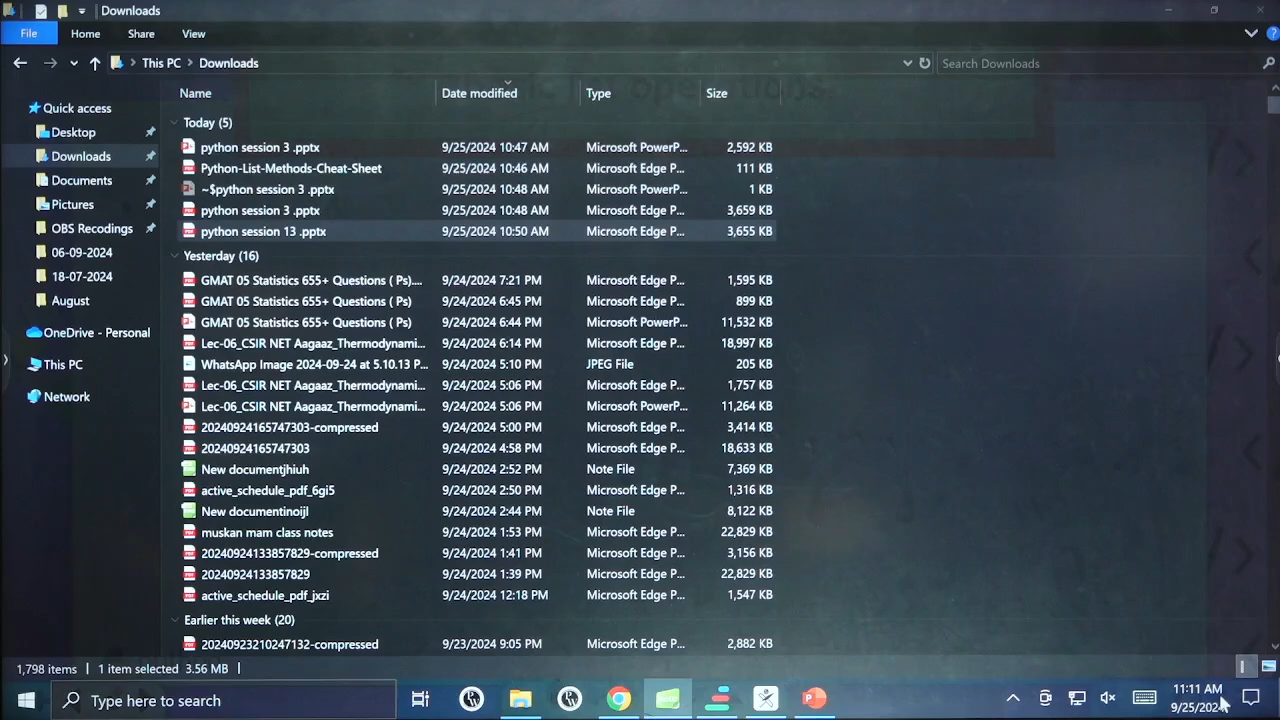 Downloads
File Home Share View
This PC Downloads Search Downloads
Name Date modified Type Size
Quick access
Desktop
Downloads
Documents
Pictures
OBS Recodings
06-09-2024
18-07-2024
August
OneDrive - Personal
This PC
Network
Today (5)
python session 3 .pptx 9/25/2024 10:47 AM Microsoft PowerP... 2,592 KB
Python-List-Methods-Cheat-Sheet 9/25/2024 10:46 AM Microsoft Edge P... 111 KB
~$python session 3 .pptx 9/25/2024 10:48 AM Microsoft PowerP... 1 KB
python session 3 .pptx 9/25/2024 10:48 AM Microsoft Edge P... 3,659 KB
python session 13 .pptx 9/25/2024 10:50 AM Microsoft Edge P... 3,655 KB
Yesterday (16)
GMAT 05 Statistics 655+ Questions ( Ps).... 9/24/2024 7:21 PM Microsoft Edge P... 1,595 KB
GMAT 05 Statistics 655+ Questions ( Ps) 9/24/2024 6:45 PM Microsoft Edge P... 899 KB
GMAT 05 Statistics 655+ Questions ( Ps) 9/24/2024 6:44 PM Microsoft PowerP... 11,532 KB
Lec-06_CSIR NET Aagaaz_Thermodynami... 9/24/2024 6:14 PM Microsoft Edge P... 18,997 KB
WhatsApp Image 2024-09-24 at 5.10.13 P... 9/24/2024 5:10 PM JPEG File 205 KB
Lec-06_CSIR NET Aagaaz_Thermodynami... 9/24/2024 5:06 PM Microsoft Edge P... 1,757 KB
Lec-06_CSIR NET Aagaaz_Thermodynami... 9/24/2024 5:06 PM Microsoft PowerP... 11,264 KB
20240924165747303-compressed 9/24/2024 5:00 PM Microsoft Edge P... 3,414 KB
20240924165747303 9/24/2024 4:58 PM Microsoft Edge P... 18,633 KB
New documentjhiuh 9/24/2024 2:52 PM Note File 7,369 KB
active_schedule_pdf_6gi5 9/24/2024 2:50 PM Microsoft Edge P... 1,316 KB
New documentinoijl 9/24/2024 2:44 PM Note File 8,122 KB
muskan mam class notes 9/24/2024 1:53 PM Microsoft Edge P... 22,829 KB
20240924133857829-compressed 9/24/2024 1:41 PM Microsoft Edge P... 3,156 KB
20240924133857829 9/24/2024 1:39 PM Microsoft Edge P... 22,829 KB
active_schedule_pdf_jxzi 9/24/2024 12:18 PM Microsoft Edge P... 1,547 KB
Earlier this week (20)
20240923210247132-compressed 9/23/2024 9:05 PM Microsoft Edge P... 2,882 KB
1,798 items 1 item selected 3.56 MB
Type here to search
11:11 AM
9/25/2024